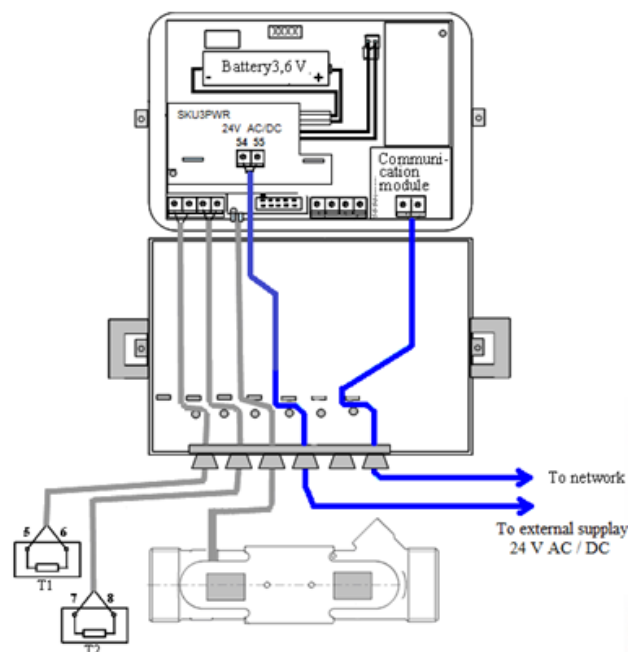 XXXX
Battery3,6 V
- +
SKU3PWR
24V AC/DC
54 55
Communi-
cation
module
To network
To external supplay
24 V AC / DC
5 6
T1
7 8
T2